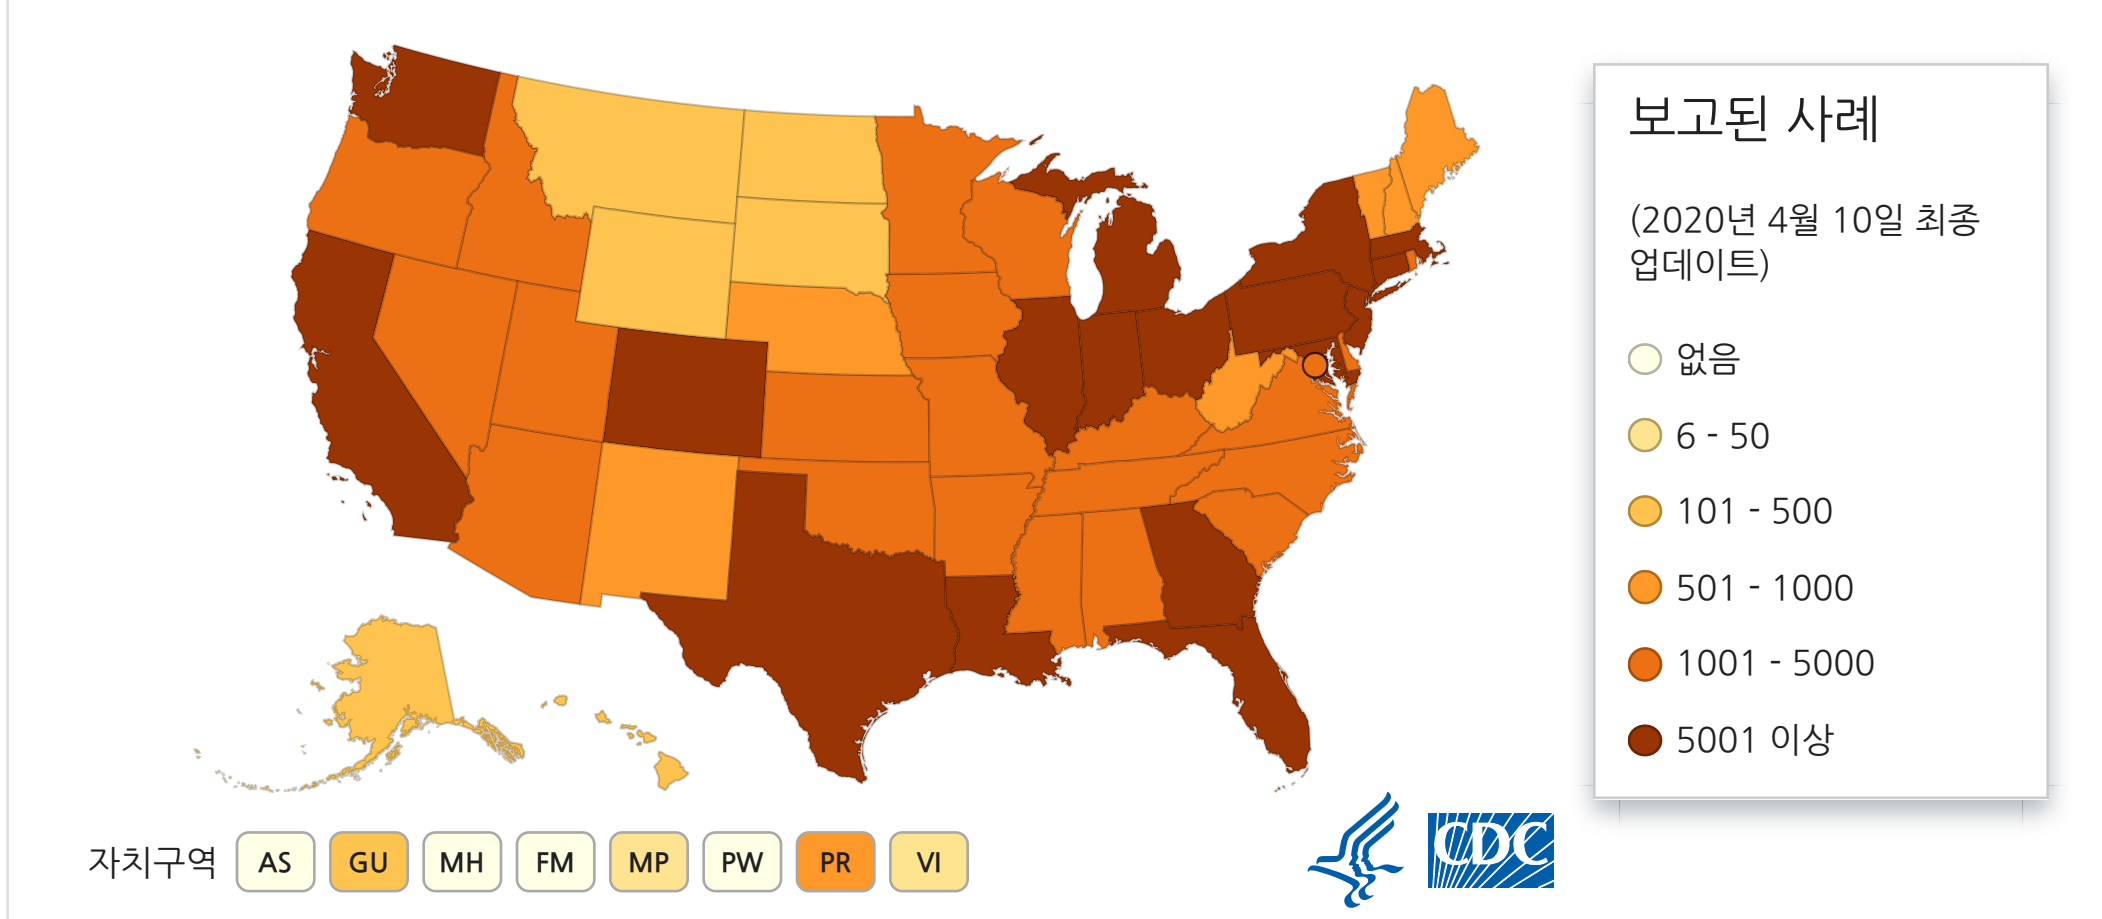 보고된 사례
(2020년 4월 10일 최종
업데이트)
없음
6 - 50
101 - 500
501 - 1000
1001 - 5000
5001 이상
자치구역 AS GU MH FM MP PW PR VI
CDC